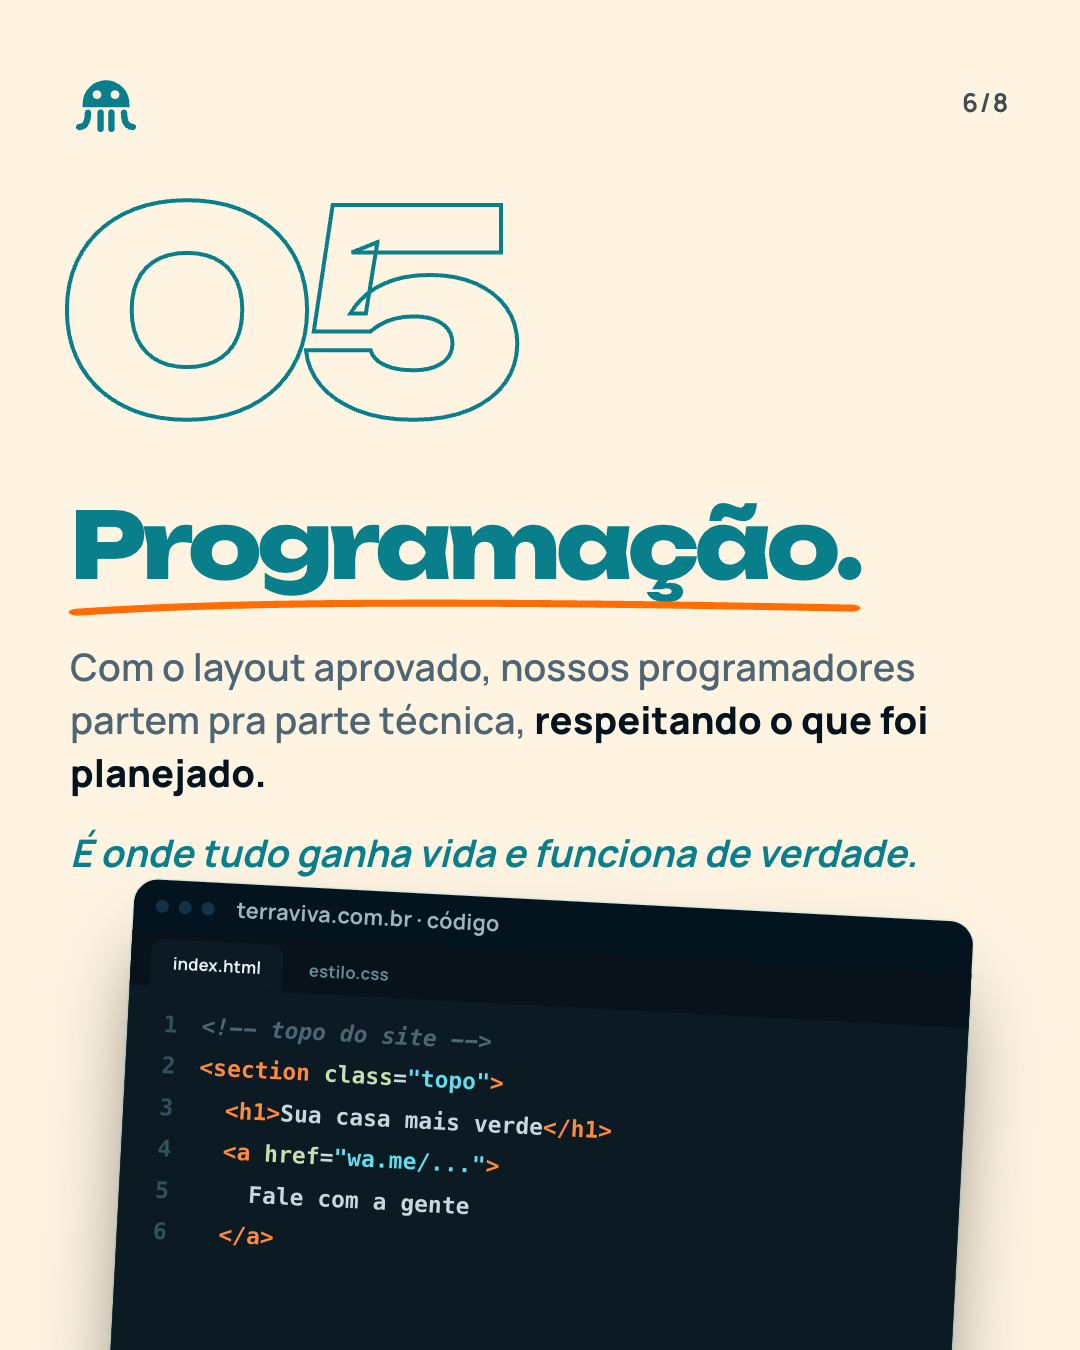 6/8
05
Programação.
Com o layout aprovado, nossos programadores
partem pra parte técnica, respeitando o que foi
planejado.
É onde tudo ganha vida e funciona de verdade.
terraviva.com.br · código
index.html estilo.css
1 <!-- topo do site -->
2 <section class="topo">
3 <h1>Sua casa mais verde</h1>
4 <a href="wa.me/...">
5 Fale com a gente
6 </a>